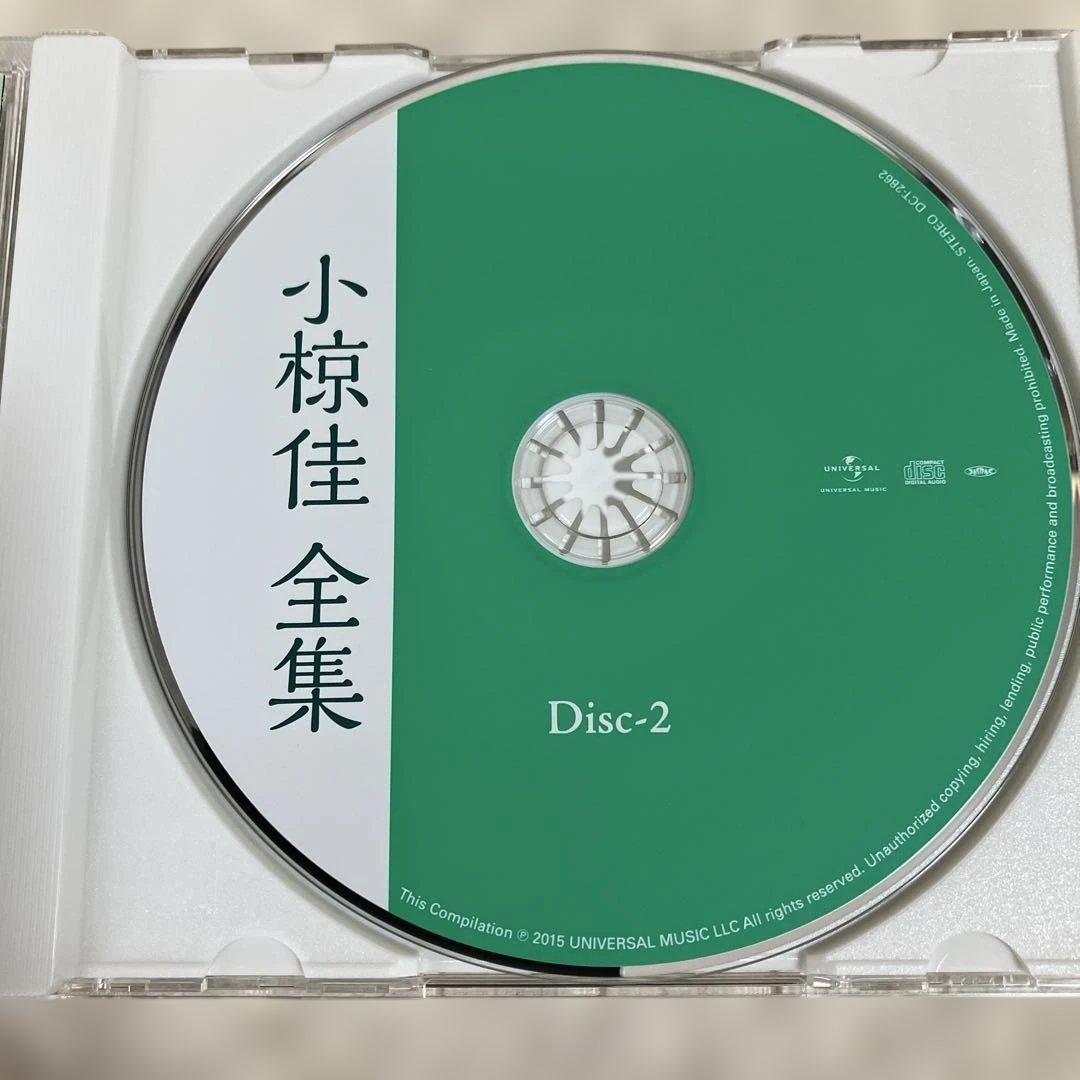 小椋佳 全集
UNIVERSAL
UNIVERSAL MUSIC
COMPACT
disc
DIGITAL AUDIO
Disc-2
This Compilation ℗ 2015 UNIVERSAL MUSIC LLC All rights reserved. Unauthorized copying, hiring, lending, public performance and broadcasting prohibited. Made in Japan. STEREO DCT-2862